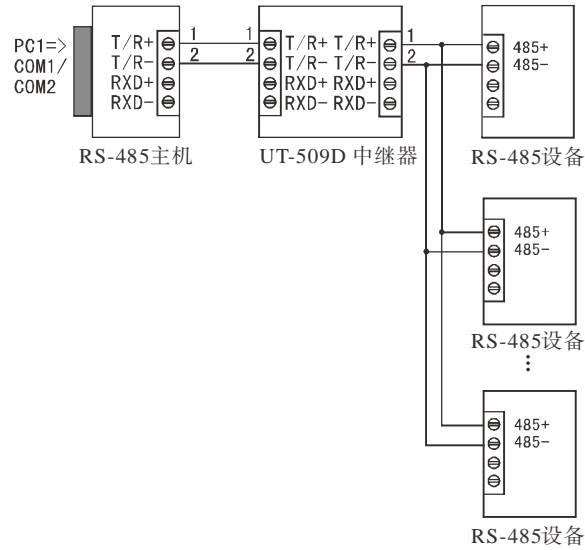 PC1=>
COM1/
COM2
T/R+
T/R-
RXD+
RXD-
1 1
2 2
RS-485主机
T/R+ T/R+
T/R- T/R-
RXD+ RXD+
RXD- RXD-
1
2
UT-509D 中继器
485+
485-
RS-485设备
485+
485-
RS-485设备
⋮
485+
485-
RS-485设备